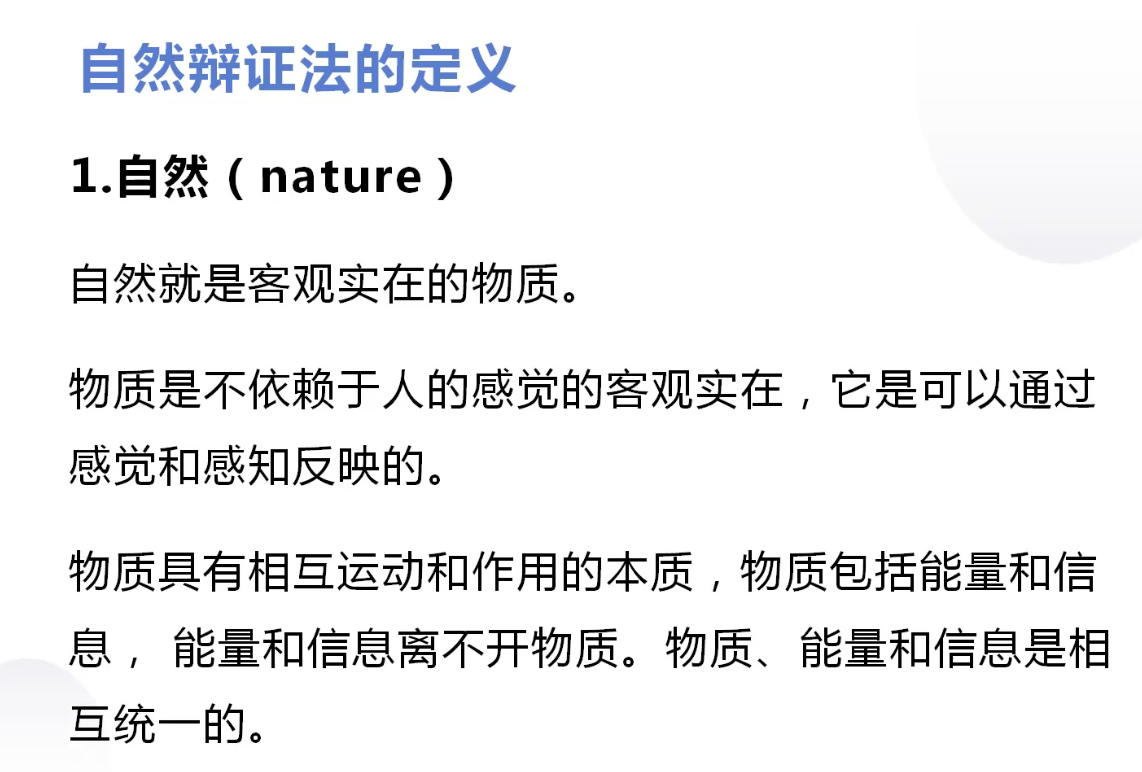 自然辩证法的定义
1.自然（nature）
自然就是客观实在的物质。
物质是不依赖于人的感觉的客观实在，它是可以通过
感觉和感知反映的。
物质具有相互运动和作用的本质，物质包括能量和信
息， 能量和信息离不开物质。物质、能量和信息是相
互统一的。